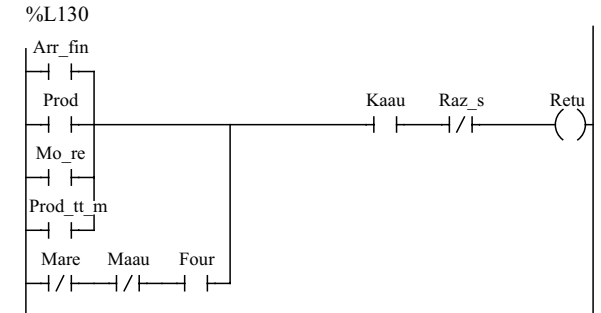 %L130
Arr_fin
Prod Kaau Raz_s Retu
Mo_re
Prod_tt_m
Mare Maau Four